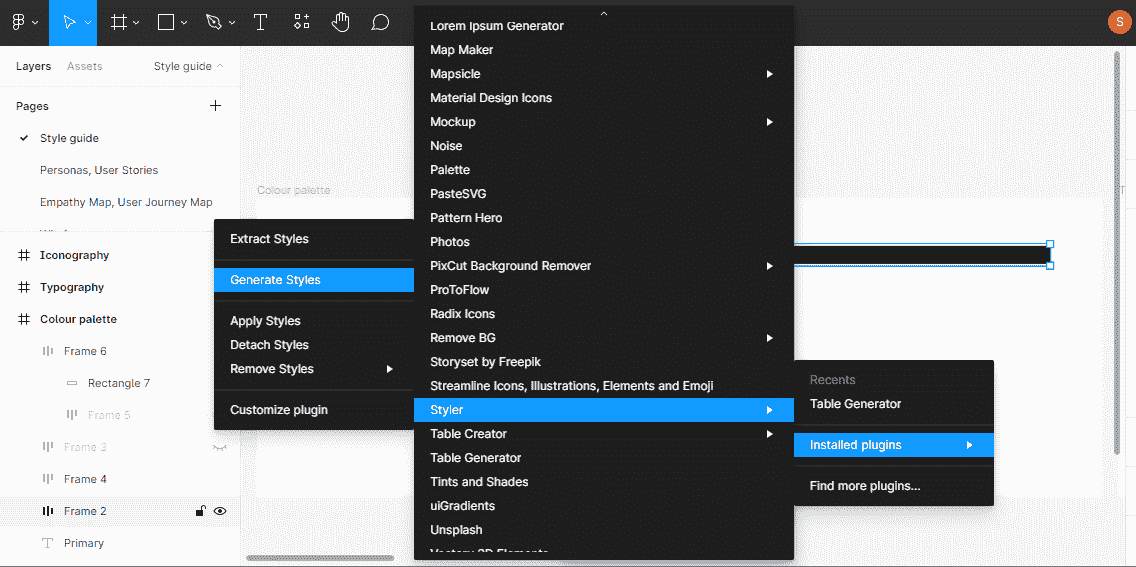 S
Layers
Assets
Style guide
Pages
Style guide
Personas, User Stories
Empathy Map, User Journey Map
Iconography
Typography
Colour palette
Frame 6
Rectangle 7
Frame 5
Frame 3
Frame 4
Frame 2
Primary
Colour palette
T
Extract Styles
Generate Styles
Apply Styles
Detach Styles
Remove Styles
Customize plugin
Lorem Ipsum Generator
Map Maker
Mapsicle
Material Design Icons
Mockup
Noise
Palette
PasteSVG
Pattern Hero
Photos
PixCut Background Remover
ProToFlow
Radix Icons
Remove BG
Storyset by Freepik
Streamline Icons, Illustrations, Elements and Emoji
Styler
Table Creator
Table Generator
Tints and Shades
uiGradients
Unsplash
Recents
Table Generator
Installed plugins
Find more plugins...